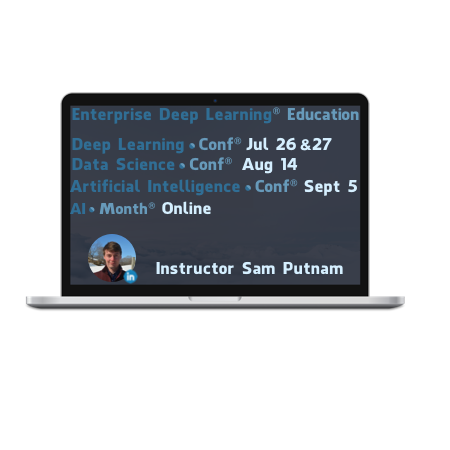 Enterprise Deep Learning® Education
Deep Learning • Conf® Jul 26 & 27
Data Science • Conf® Aug 14
Artificial Intelligence • Conf® Sept 5
AI • Month® Online
in
Instructor Sam Putnam